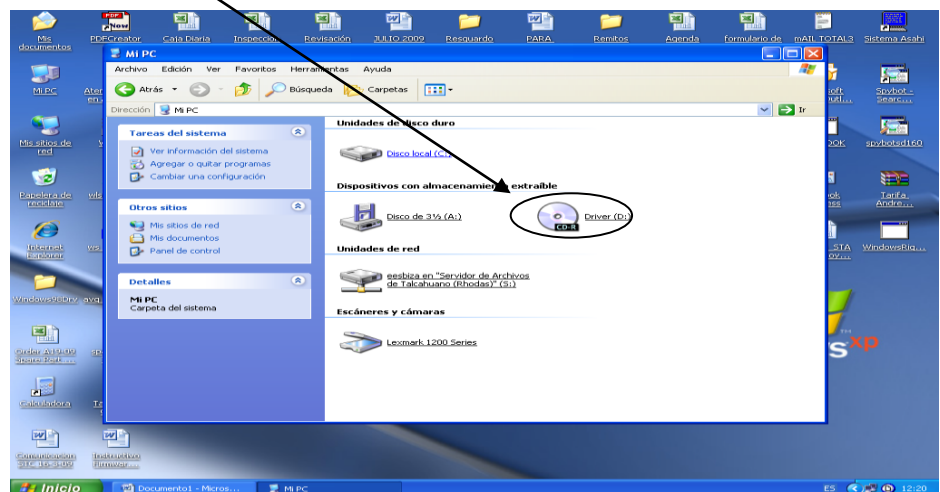 Mis documentos
PDFCreator
Caja Diaria
Inspeccion
Revisación
JULIO 2009
Resguardo
PARA
Remitos
Agenda
formulario de
mAIL TOTAL3
Sistema Asahi
Mi PC
Archivo Edición Ver Favoritos Herramientas Ayuda
Atrás Búsqueda Carpetas
Dirección Mi PC Ir
Tareas del sistema
Ver información del sistema
Agregar o quitar programas
Cambiar una configuración
Otros sitios
Mis sitios de red
Mis documentos
Panel de control
Detalles
Mi PC
Carpeta del sistema
Unidades de disco duro
Disco local (C:)
Dispositivos con almacenamiento extraíble
Disco de 3½ (A:)
Driver (D:)
CD-R
Unidades de red
eesbiza en "Servidor de Archivos
de Talcahuano (Rhodas)" (S:)
Escáneres y cámaras
Lexmark 1200 Series
Mi PC
Mis sitios de
red
Papelera de
reciclaje
Internet
Explorer
Windows98Drv
Calculadora
Comunicacion
Instructivo
Spybot -
Searc...
spybotsd160
Tarifa
Andre...
WindowsRig...
xp
Inicio
Documento1 - Micros...
Mi PC
ES
12:20